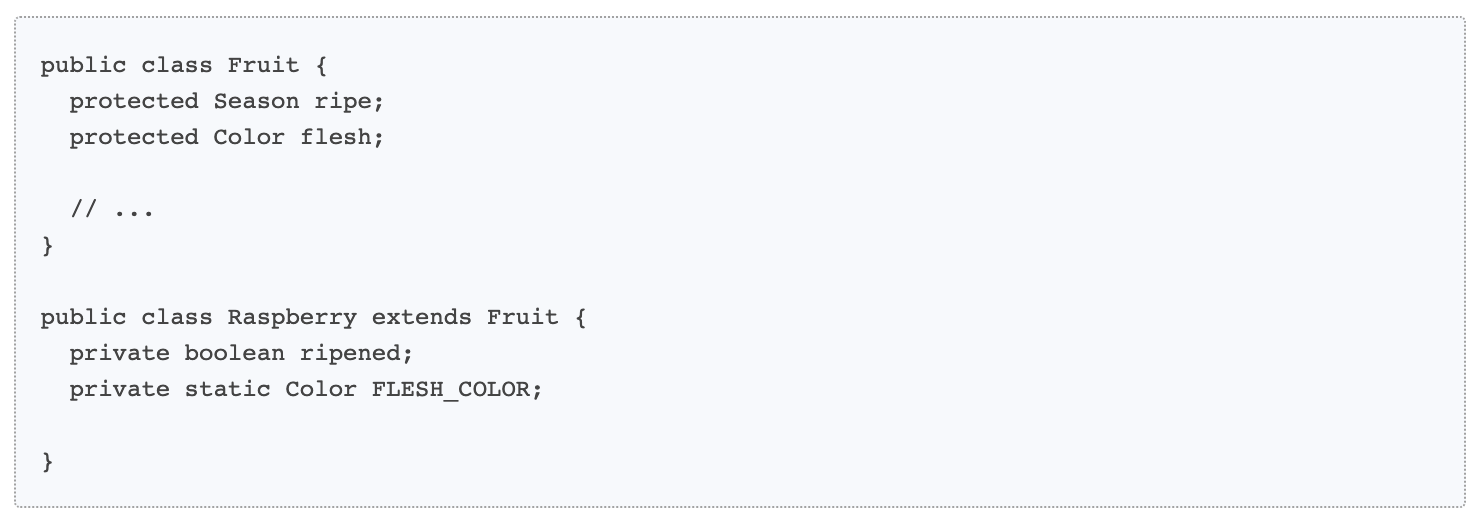 public class Fruit {
  protected Season ripe;
  protected Color flesh;

  // ...
}

public class Raspberry extends Fruit {
  private boolean ripened;
  private static Color FLESH_COLOR;

}